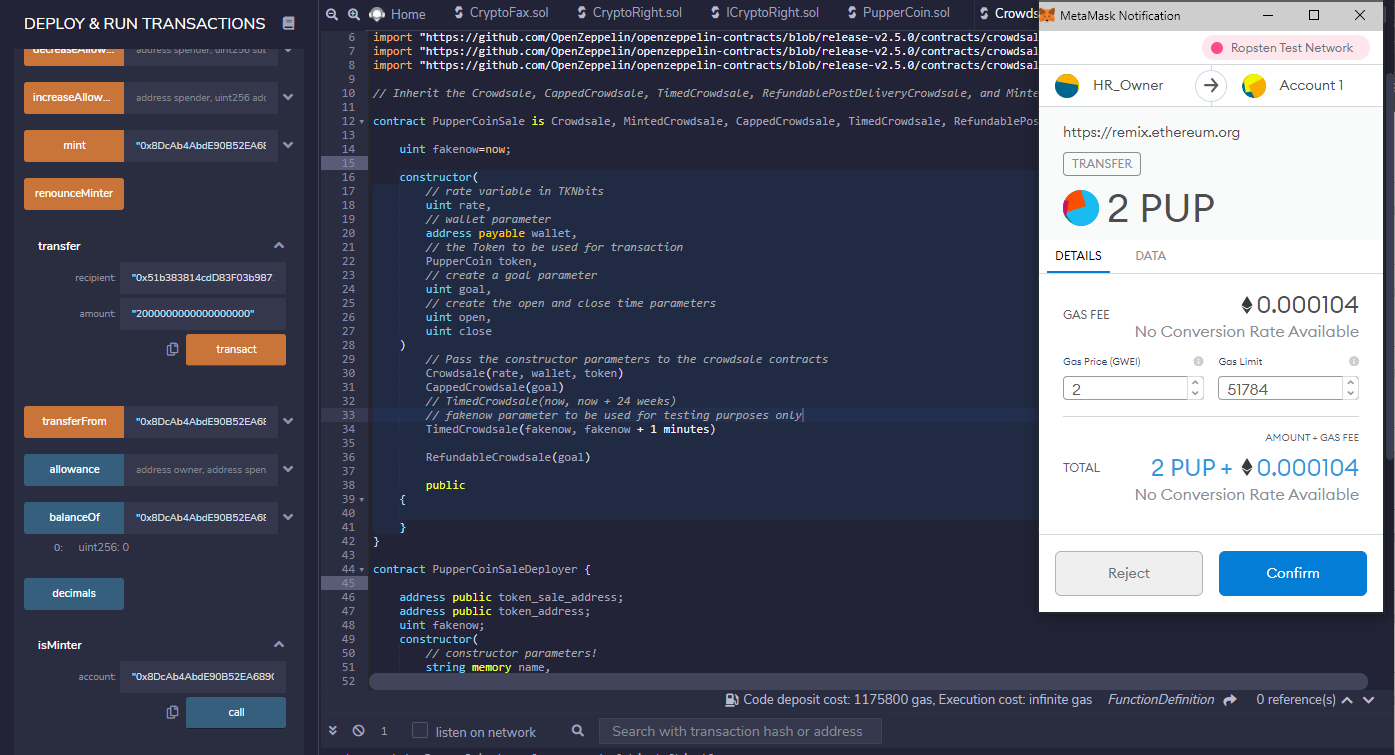 DEPLOY & RUN TRANSACTIONS
decreaseAllow...
address spender, uint256 sub
increaseAllow...
address spender, uint256 add
mint
"0x8DcAb4AbdE90B52EA68
renounceMinter
transfer
recipient:
"0x51b383814cdD83F03b987.
amount:
"2000000000000000000"
transact
transferFrom
"0x8DcAb4AbdE90B52EA68
allowance
address owner, address spen
balanceOf
"0x8DcAb4AbdE90B52EA68
0: uint256: 0
decimals
isMinter
account:
"0x8DcAb4AbdE90B52EA689C
call
Home
CryptoFax.sol
CryptoRight.sol
ICryptoRight.sol
PupperCoin.sol
Crowds
6 import "https://github.com/OpenZeppelin/openzeppelin-contracts/blob/release-v2.5.0/contracts/crowdsal
7 import "https://github.com/OpenZeppelin/openzeppelin-contracts/blob/release-v2.5.0/contracts/crowdsal
8 import "https://github.com/OpenZeppelin/openzeppelin-contracts/blob/release-v2.5.0/contracts/crowdsal
9
10 // Inherit the Crowdsale, CappedCrowdsale, TimedCrowdsale, RefundablePostDeliveryCrowdsale, and Minte
11
12 contract PupperCoinSale is Crowdsale, MintedCrowdsale, CappedCrowdsale, TimedCrowdsale, RefundablePos
13
14 uint fakenow=now;
15
16 constructor(
17 // rate variable in TKNbits
18 uint rate,
19 // wallet parameter
20 address payable wallet,
21 // the Token to be used for transaction
22 PupperCoin token,
23 // create a goal parameter
24 uint goal,
25 // create the open and close time parameters
26 uint open,
27 uint close
28 )
29 // Pass the constructor parameters to the crowdsale contracts
30 Crowdsale(rate, wallet, token)
31 CappedCrowdsale(goal)
32 // TimedCrowdsale(now, now + 24 weeks)
33 // fakenow parameter to be used for testing purposes only
34 TimedCrowdsale(fakenow, fakenow + 1 minutes)
35
36 RefundableCrowdsale(goal)
37
38 public
39 {
40
41 }
42 }
43
44 contract PupperCoinSaleDeployer {
45
46 address public token_sale_address;
47 address public token_address;
48 uint fakenow;
49 constructor(
50 // constructor parameters!
51 string memory name,
52
Code deposit cost: 1175800 gas, Execution cost: infinite gas FunctionDefinition 0 reference(s)
1 listen on network
Search with transaction hash or address
MetaMask Notification
Ropsten Test Network
HR_Owner
Account 1
https://remix.ethereum.org
TRANSFER
2 PUP
DETAILS
DATA
GAS FEE
0.000104
No Conversion Rate Available
Gas Price (GWEI)
Gas Limit
2
51784
AMOUNT + GAS FEE
TOTAL
2 PUP + 0.000104
No Conversion Rate Available
Reject
Confirm